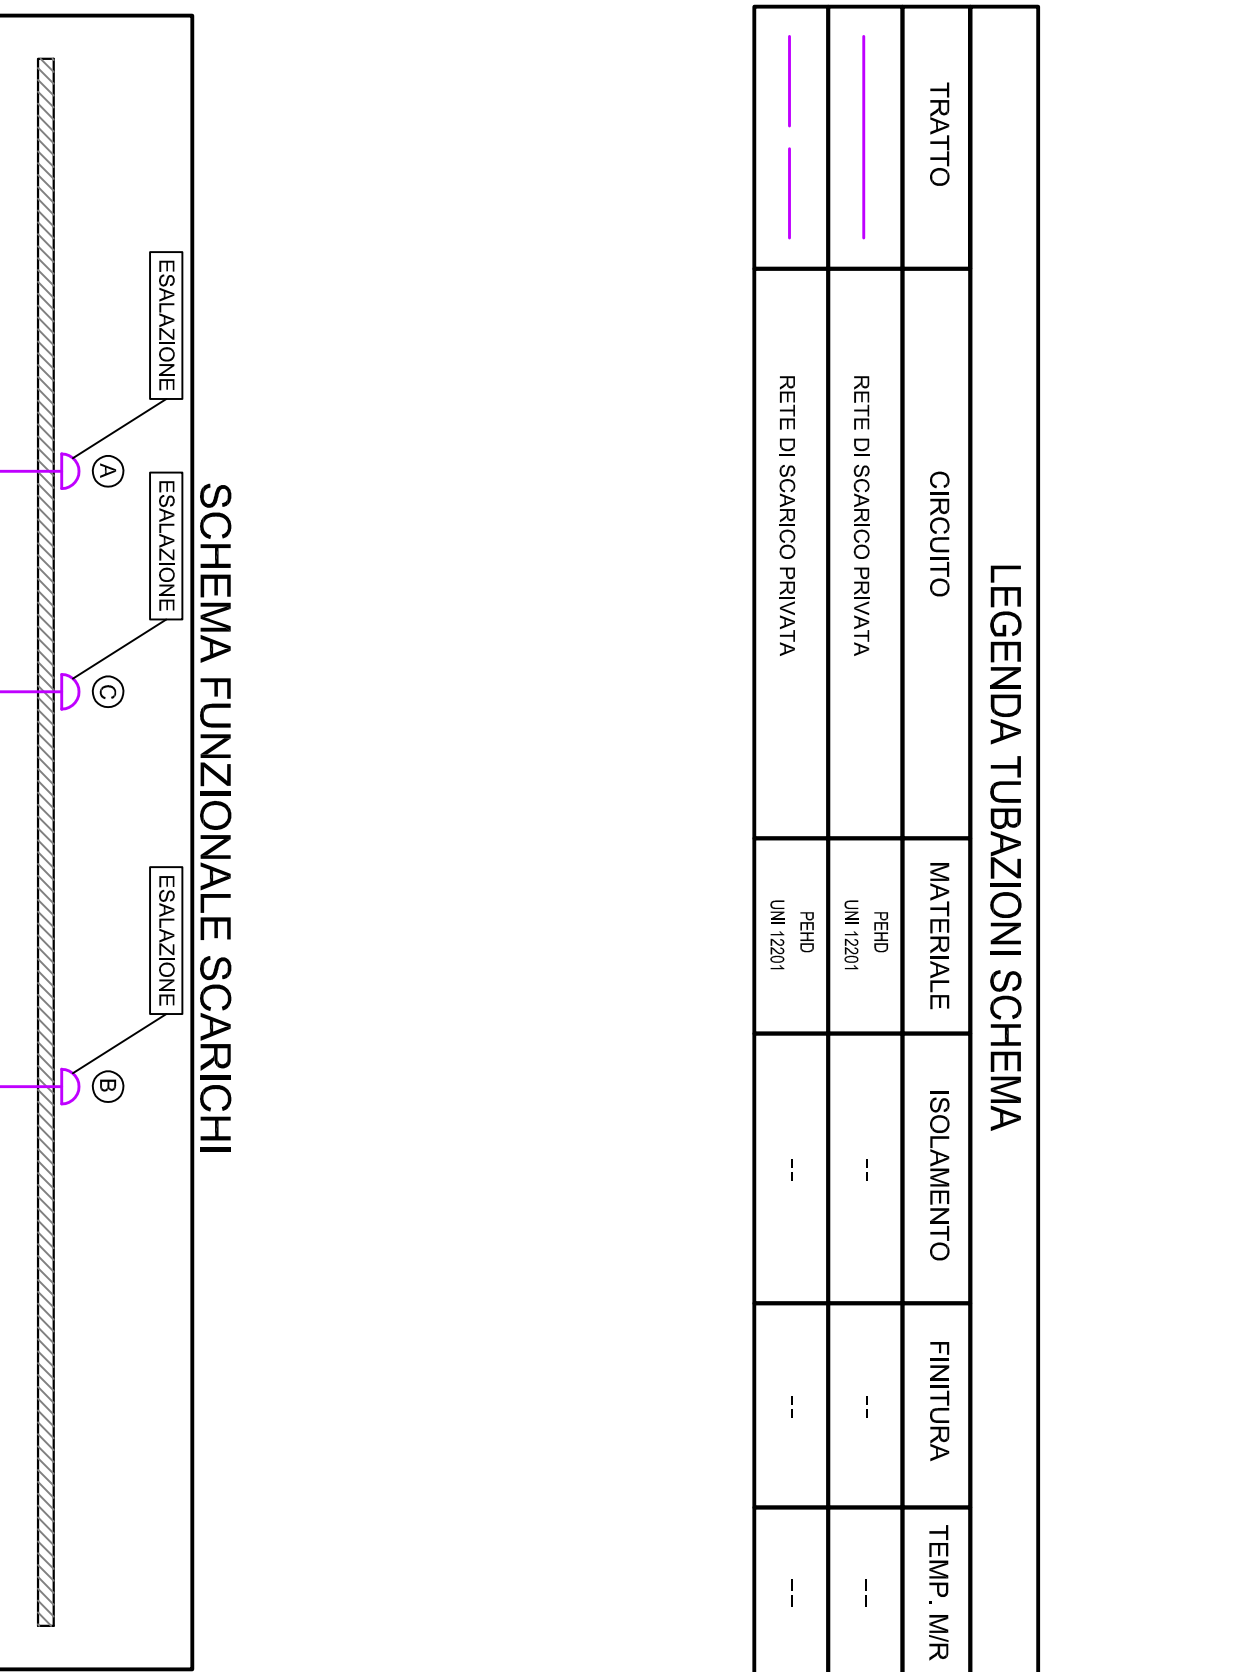 LEGENDA TUBAZIONI SCHEMA
TRATTO CIRCUITO MATERIALE ISOLAMENTO FINITURA TEMP. M/R
RETE DI SCARICO PRIVATA PEHD UNI 12201 -- -- --
RETE DI SCARICO PRIVATA PEHD UNI 12201 -- -- --
SCHEMA FUNZIONALE SCARICHI
ESALAZIONE ESALAZIONE ESALAZIONE
A C B